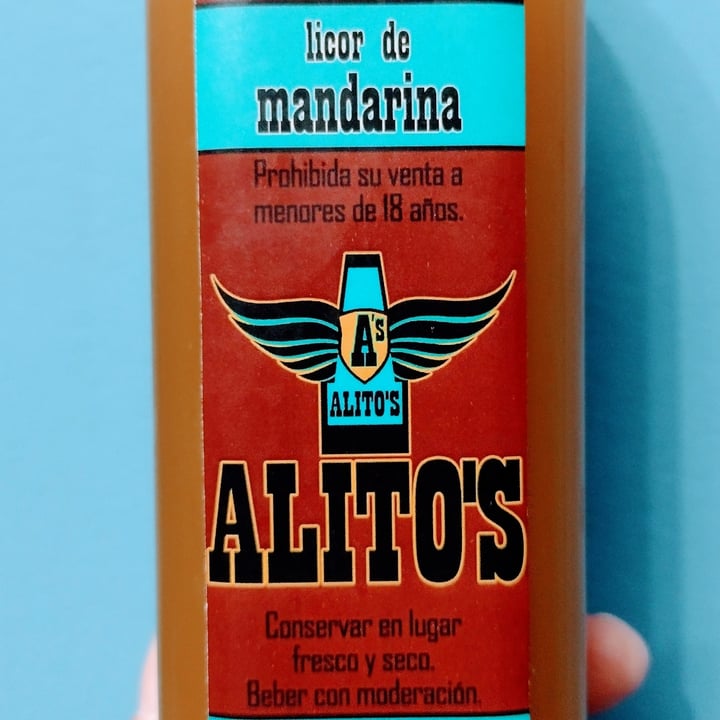 licor de
mandarina
Prohibida su venta a
menores de 18 años.
A's
ALITO'S
ALITO'S
Conservar en lugar
fresco y seco.
Beber con moderación.